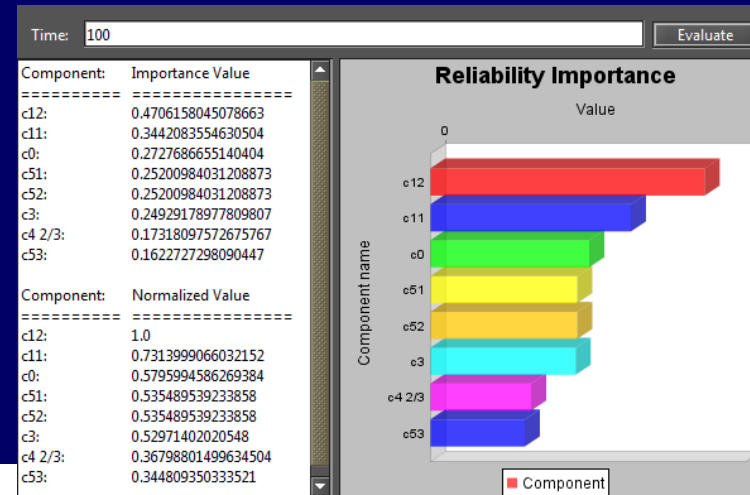 Time: 100 Evaluate
Component: Importance Value
========== ================
c12: 0.4706158045078663
c11: 0.3442083554630504
c0: 0.2727686655140404
c51: 0.25200984031208873
c52: 0.25200984031208873
c3: 0.24929178977809807
c4 2/3: 0.17318097572675767
c53: 0.1622727298090447
Component: Normalized Value
========== ================
c12: 1.0
c11: 0.7313999066032152
c0: 0.5795994586269384
c51: 0.535489539233858
c52: 0.535489539233858
c3: 0.52971402020548
c4 2/3: 0.36798801499634504
c53: 0.344809350333521
Reliability Importance
Value
0
Component name
c12
c11
c0
c51
c52
c3
c4 2/3
c53
Component